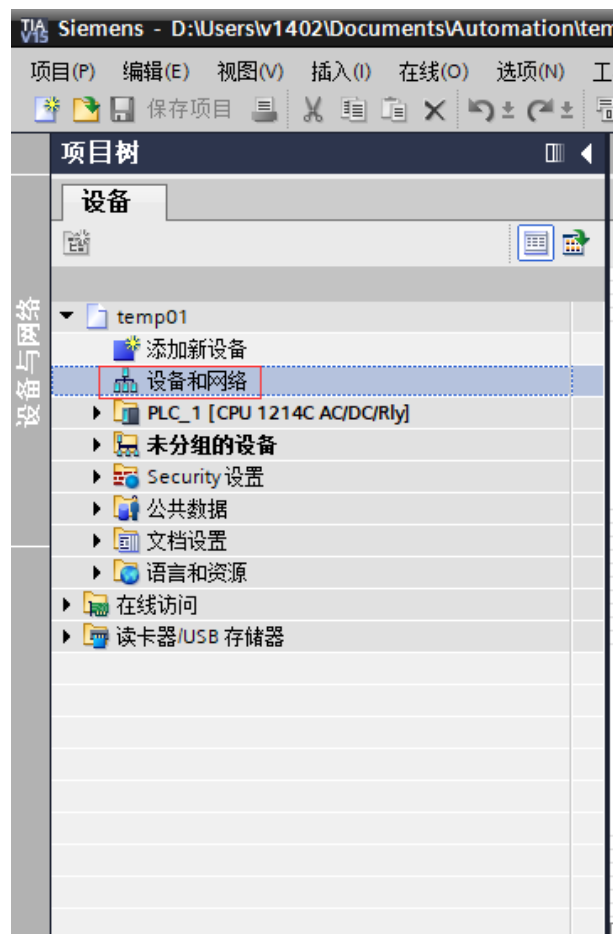 TIA V15 Siemens - D:\Users\v1402\Documents\Automation\tem
项目(P) 编辑(E) 视图(V) 插入(I) 在线(O) 选项(N) 工
保存项目
项目树
设备
设备与网络
temp01
添加新设备
设备和网络
PLC_1 [CPU 1214C AC/DC/Rly]
未分组的设备
Security 设置
公共数据
文档设置
语言和资源
在线访问
读卡器/USB 存储器